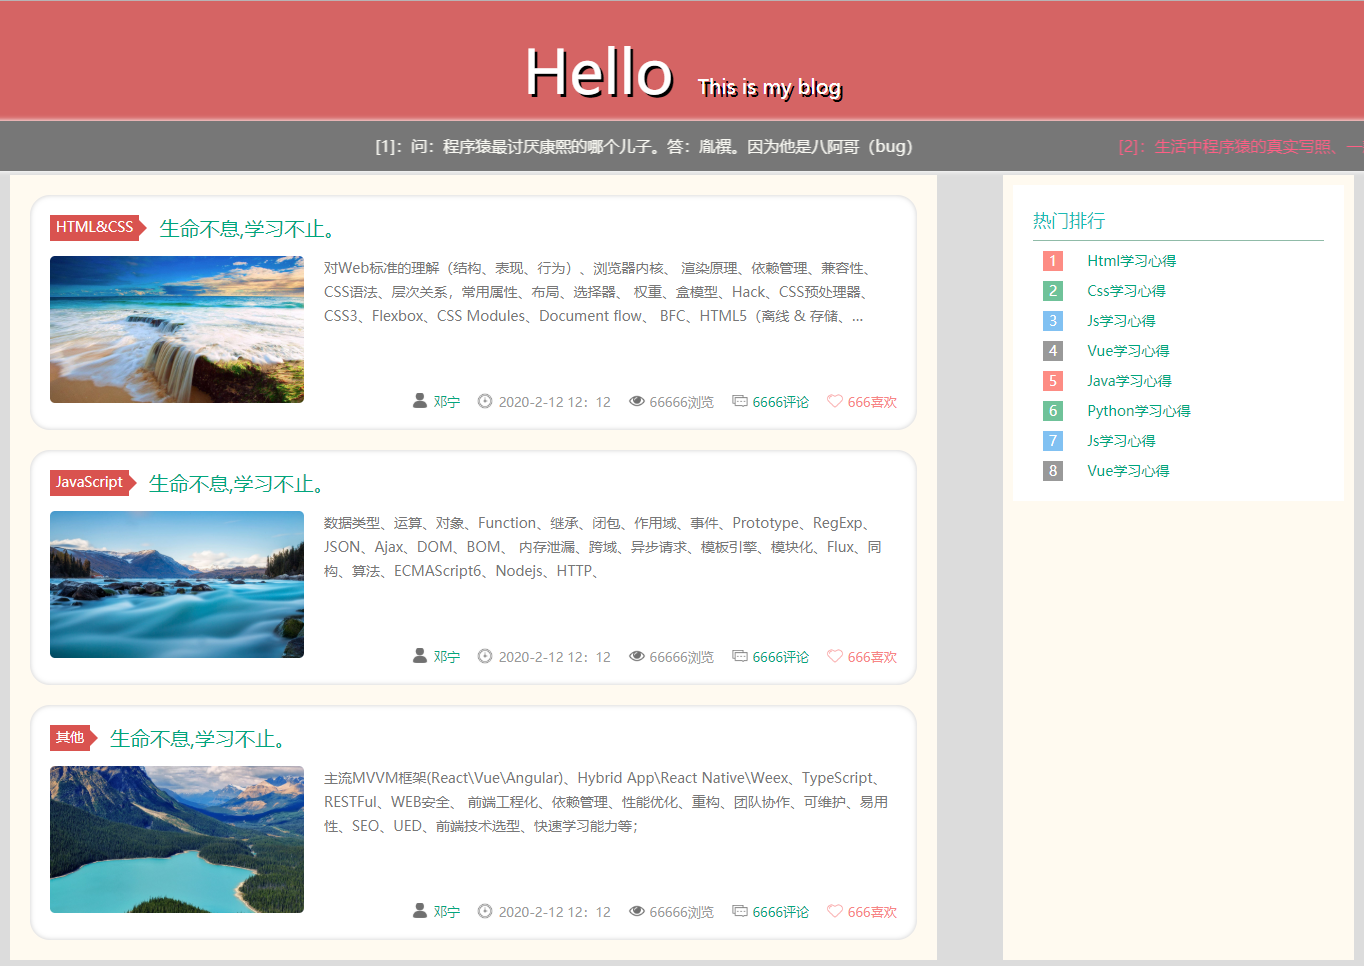 Hello This is my blog
[1]：问：程序猿最讨厌康熙的哪个儿子。答：胤禩。因为他是八阿哥（bug） [2]：生活中程序猿的真实写照、一
HTML&CSS 生命不息,学习不止。
对Web标准的理解（结构、表现、行为）、浏览器内核、 渲染原理、依赖管理、兼容性、
CSS语法、层次关系，常用属性、布局、选择器、 权重、盒模型、Hack、CSS预处理器、
CSS3、Flexbox、CSS Modules、Document flow、 BFC、HTML5（离线 & 存储、...
邓宁 2020-2-12 12：12 66666浏览 6666评论 666喜欢
JavaScript 生命不息,学习不止。
数据类型、运算、对象、Function、继承、闭包、作用域、事件、Prototype、RegExp、
JSON、Ajax、DOM、BOM、 内存泄漏、跨域、异步请求、模板引擎、模块化、Flux、同
构、算法、ECMAScript6、Nodejs、HTTP、
邓宁 2020-2-12 12：12 66666浏览 6666评论 666喜欢
其他 生命不息,学习不止。
主流MVVM框架(React\Vue\Angular)、Hybrid App\React Native\Weex、TypeScript、
RESTFul、WEB安全、 前端工程化、依赖管理、性能优化、重构、团队协作、可维护、易用
性、SEO、UED、前端技术选型、快速学习能力等；
邓宁 2020-2-12 12：12 66666浏览 6666评论 666喜欢
热门排行
1 Html学习心得
2 Css学习心得
3 Js学习心得
4 Vue学习心得
5 Java学习心得
6 Python学习心得
7 Js学习心得
8 Vue学习心得